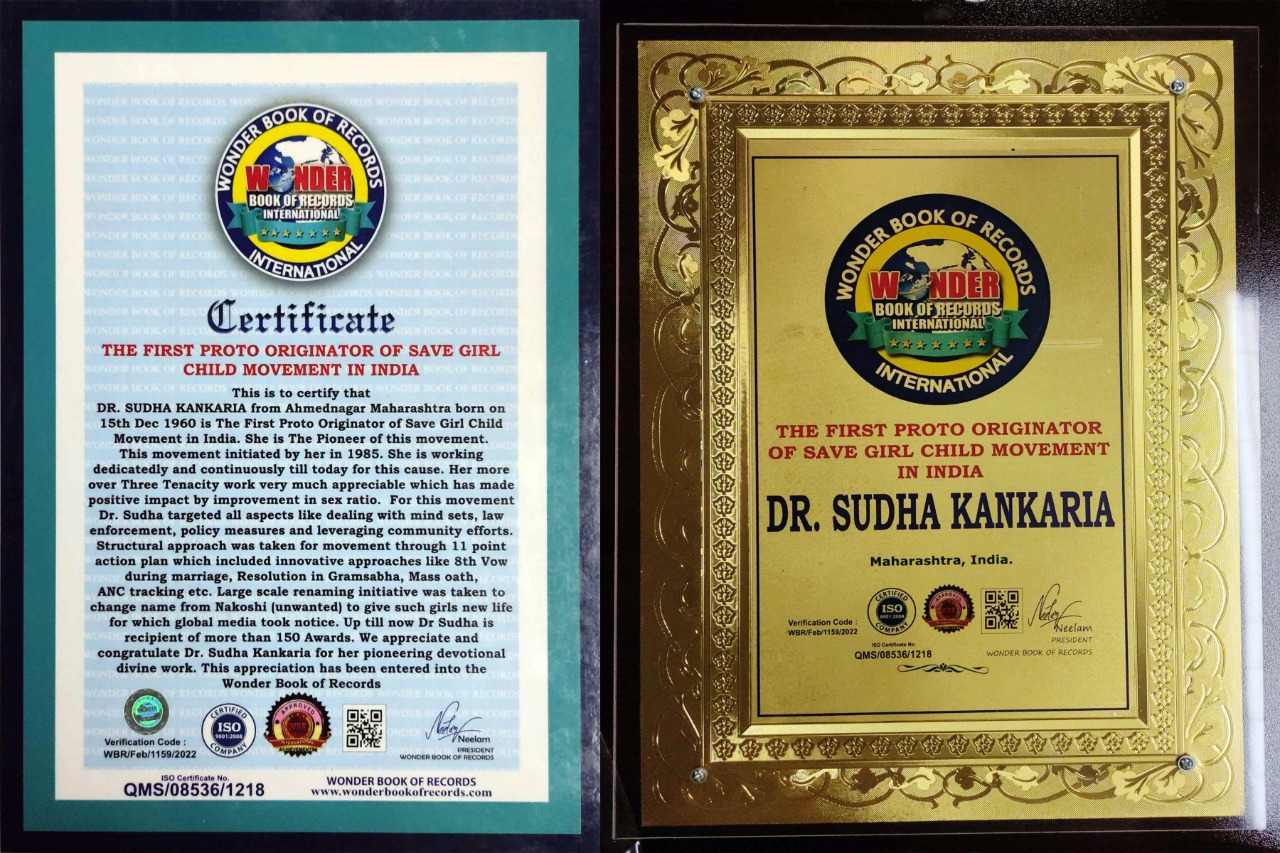 WONDER BOOK OF RECORDS
WONDER
BOOK OF RECORDS
INTERNATIONAL
INTERNATIONAL
Certificate
THE FIRST PROTO ORIGINATOR OF SAVE GIRL
CHILD MOVEMENT IN INDIA
This is to certify that
DR. SUDHA KANKARIA from Ahmednagar Maharashtra born on
15th Dec 1960 is The First Proto Originator of Save Girl Child
Movement in India. She is The Pioneer of this movement.
This movement initiated by her in 1985. She is working
dedicatedly and continuously till today for this cause. Her more
over Three Tenacity work very much appreciable which has made
positive impact by improvement in sex ratio. For this movement
Dr. Sudha targeted all aspects like dealing with mind sets, law
enforcement, policy measures and leveraging community efforts.
Structural approach was taken for movement through 11 point
action plan which included innovative approaches like 8th Vow
during marriage, Resolution in Gramsabha, Mass oath,
ANC tracking etc. Large scale renaming initiative was taken to
change name from Nakoshi (unwanted) to give such girls new life
for which global media took notice. Up till now Dr Sudha is
recipient of more than 150 Awards. We appreciate and
congratulate Dr. Sudha Kankaria for her pioneering devotional
divine work. This appreciation has been entered into the
Wonder Book of Records
Verification Code :
WBR/Feb/1159/2022
CERTIFIED
ISO
9001:2008
COMPANY
APPROVED
Neelam
PRESIDENT
WONDER BOOK OF RECORDS
ISO Certificate No.
QMS/08536/1218
WONDER BOOK OF RECORDS
www.wonderbookofrecords.com
WONDER BOOK OF RECORDS
WONDER
BOOK OF RECORDS
INTERNATIONAL
INTERNATIONAL
THE FIRST PROTO ORIGINATOR
OF SAVE GIRL CHILD MOVEMENT
IN INDIA
DR. SUDHA KANKARIA
Maharashtra, India.
Verification Code :
WBR/Feb/1159/2022
CERTIFIED
ISO
9001:2008
COMPANY
APPROVED
ISO Certificate No.
QMS/08536/1218
Neelam
PRESIDENT
WONDER BOOK OF RECORDS